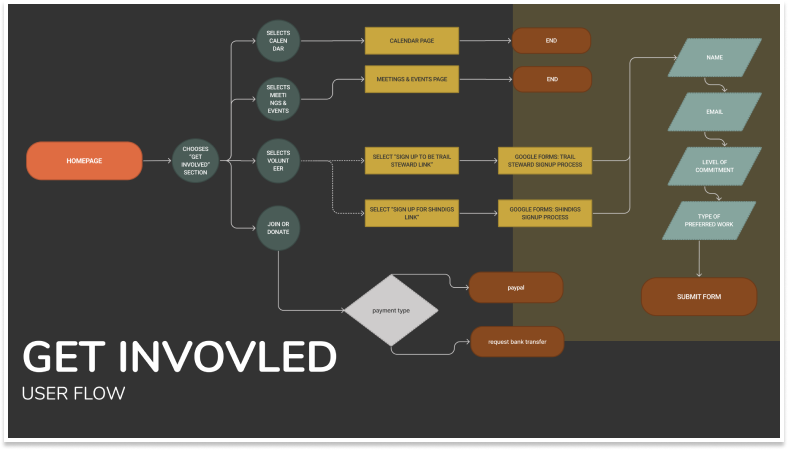 SELECTS
CALEN
DAR
CALENDAR PAGE
END
NAME
SELECTS
MEETI
NGS &
EVENTS
MEETINGS & EVENTS PAGE
END
EMAIL
HOMEPAGE
CHOOSES
"GET
INVOLVED"
SECTION
SELECTS
VOLUNT
EER
SELECT "SIGN UP TO BE TRAIL
STEWARD LINK"
GOOGLE FORMS: TRAIL
STEWARD SIGNUP PROCESS
LEVEL OF
COMMITMENT
JOIN OR
DONATE
SELECT "SIGN UP FOR SHINDIGS
LINK"
GOOGLE FORMS: SHINDIGS
SIGNUP PROCESS
TYPE OF
PREFERRED WORK
payment type
paypal
SUBMIT FORM
request bank transfer
GET INVOVLED
USER FLOW